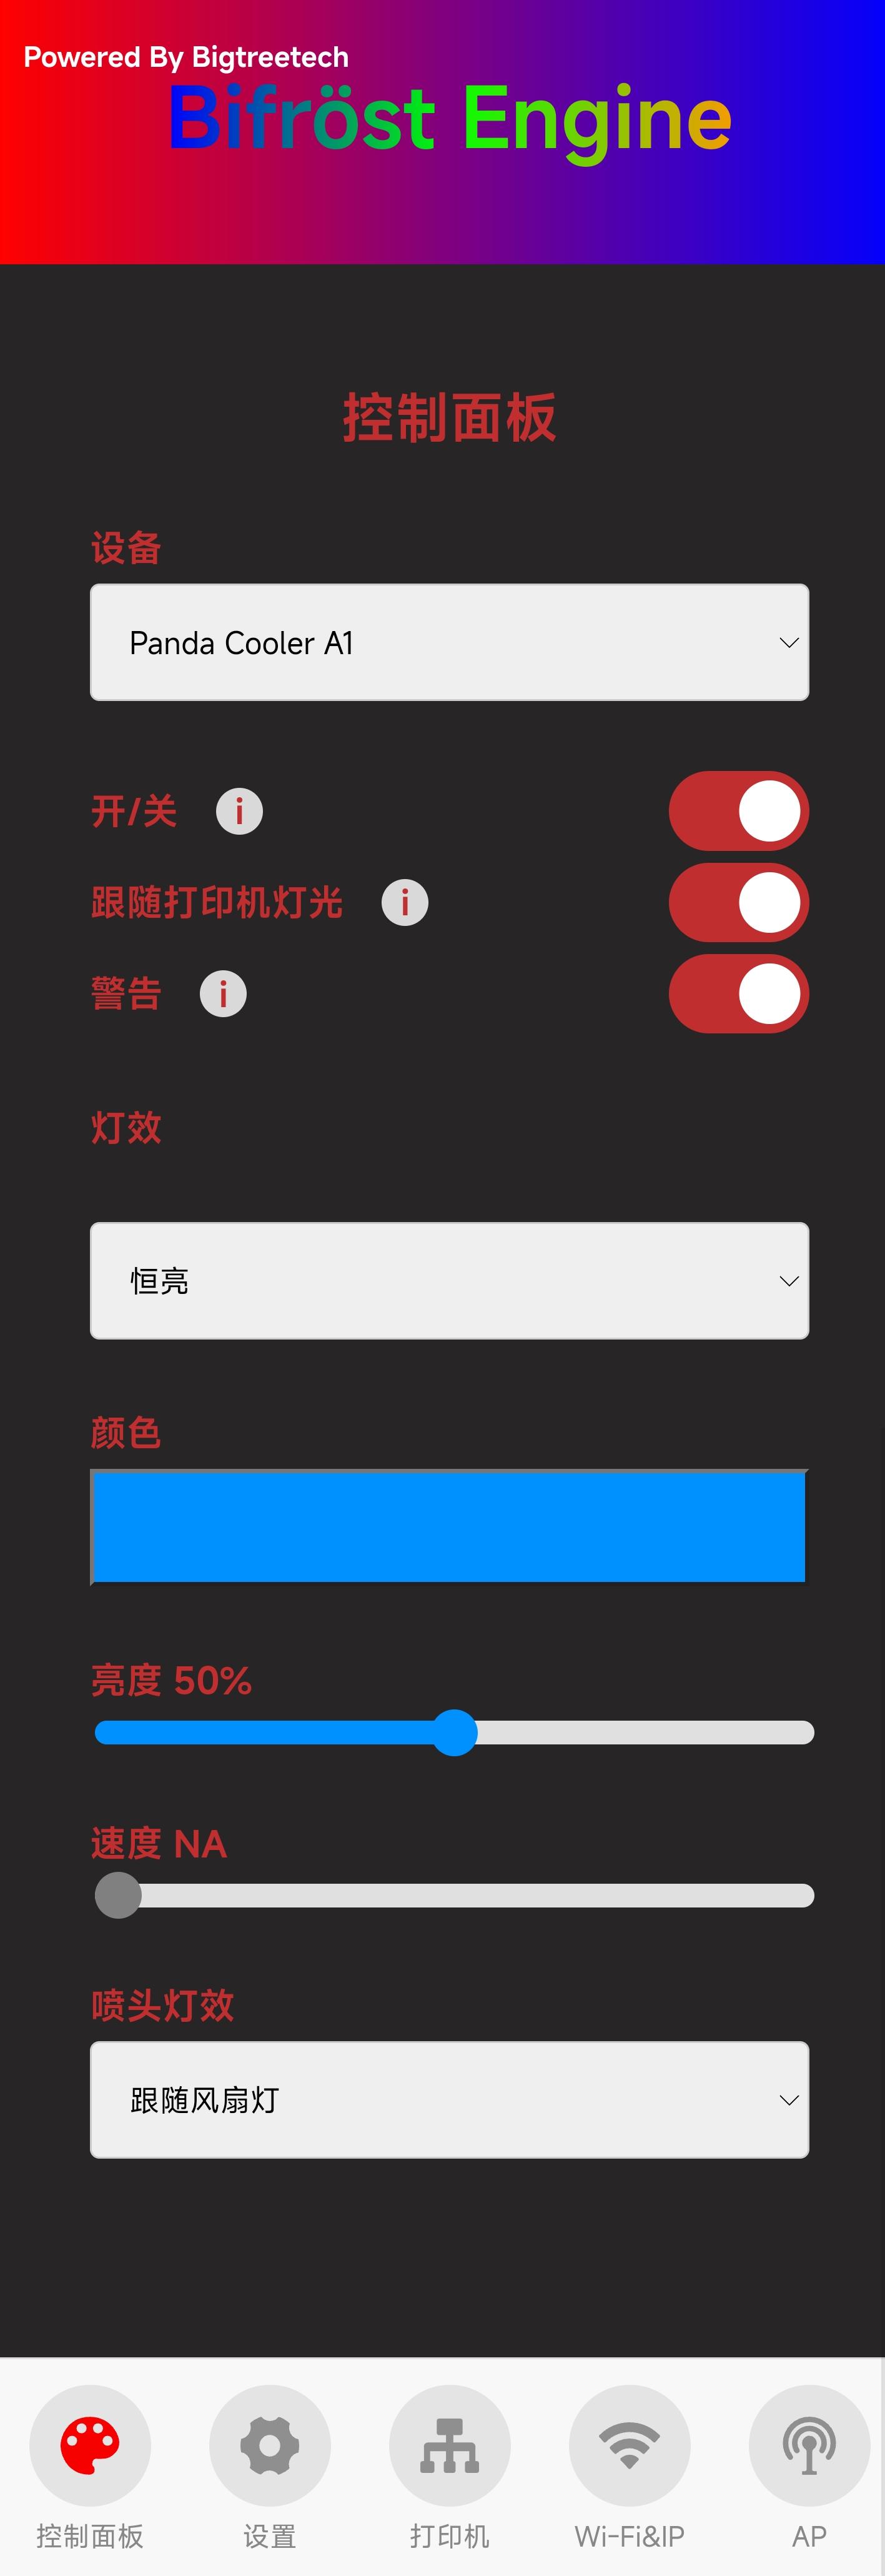 Powered By Bigtreetech
Bifröst Engine
控制面板
设备
Panda Cooler A1
开/关 i
跟随打印机灯光 i
警告 i
灯效
恒亮
颜色
亮度 50%
速度 NA
喷头灯效
跟随风扇灯
控制面板 设置 打印机 Wi-Fi&IP AP